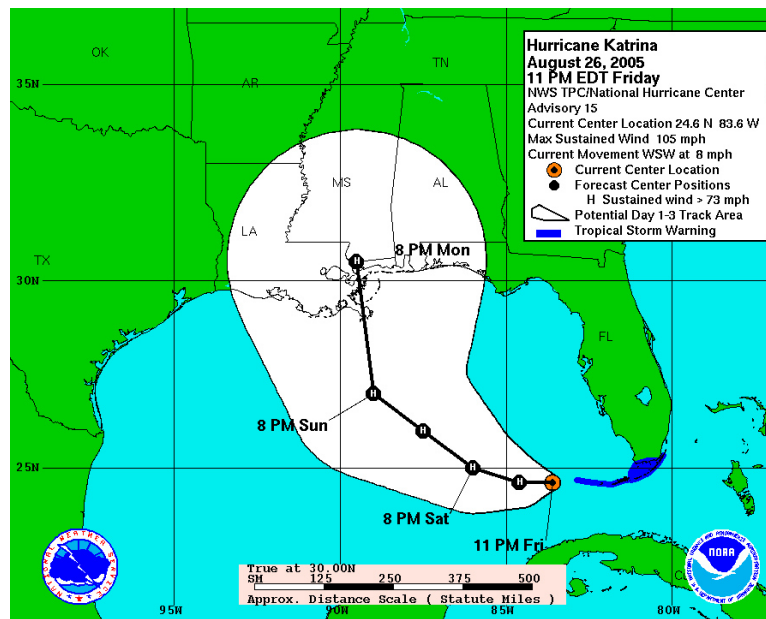 Hurricane Katrina
August 26, 2005
11 PM EDT Friday
NWS TPC/National Hurricane Center
Advisory 15
Current Center Location 24.6 N 83.6 W
Max Sustained Wind 105 mph
Current Movement WSW at 8 mph
Current Center Location
Forecast Center Positions
H Sustained wind > 73 mph
Potential Day 1-3 Track Area
Tropical Storm Warning
OK
TN
AR
35N
MS
AL
LA
8 PM Mon
TX
30N
FL
H
H
8 PM Sun
H
H
25N
H
8 PM Sat
11 PM Fri
NATIONAL WEATHER SERVICE
NOAA
True at 30.00N
SM 125 250 375 500
Approx. Distance Scale ( Statute Miles )
95W
90W
85W
80W